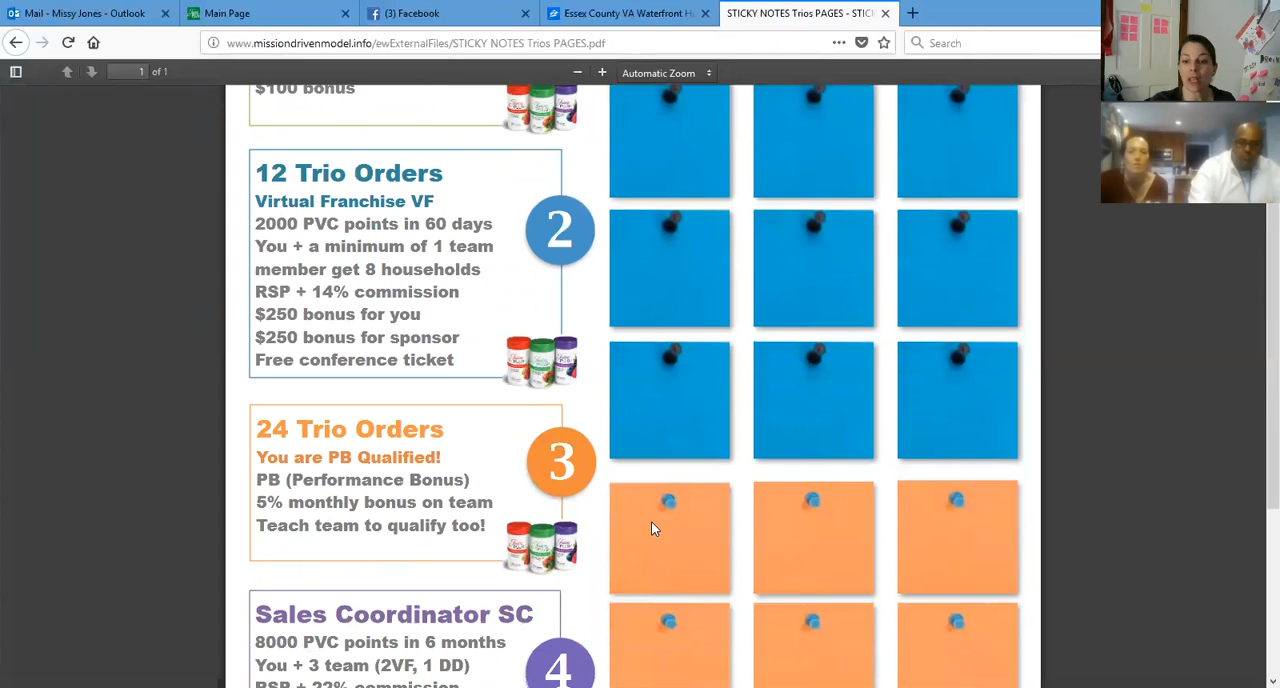 Mail - Missy Jones - Outlook
Main Page
(3) Facebook
Essex County VA Waterfront H
STICKY NOTES Trios PAGES - STICK
www.missiondrivenmodel.info/ewExternalFiles/STICKY NOTES Trios PAGES.pdf
Search
1 of 1
Automatic Zoom
$100 bonus
12 Trio Orders
Virtual Franchise VF
2000 PVC points in 60 days
You + a minimum of 1 team
member get 8 households
RSP + 14% commission
$250 bonus for you
$250 bonus for sponsor
Free conference ticket
2
24 Trio Orders
You are PB Qualified!
PB (Performance Bonus)
5% monthly bonus on team
Teach team to qualify too!
3
Sales Coordinator SC
8000 PVC points in 6 months
You + 3 team (2VF, 1 DD)
RSP + 22% commission
4